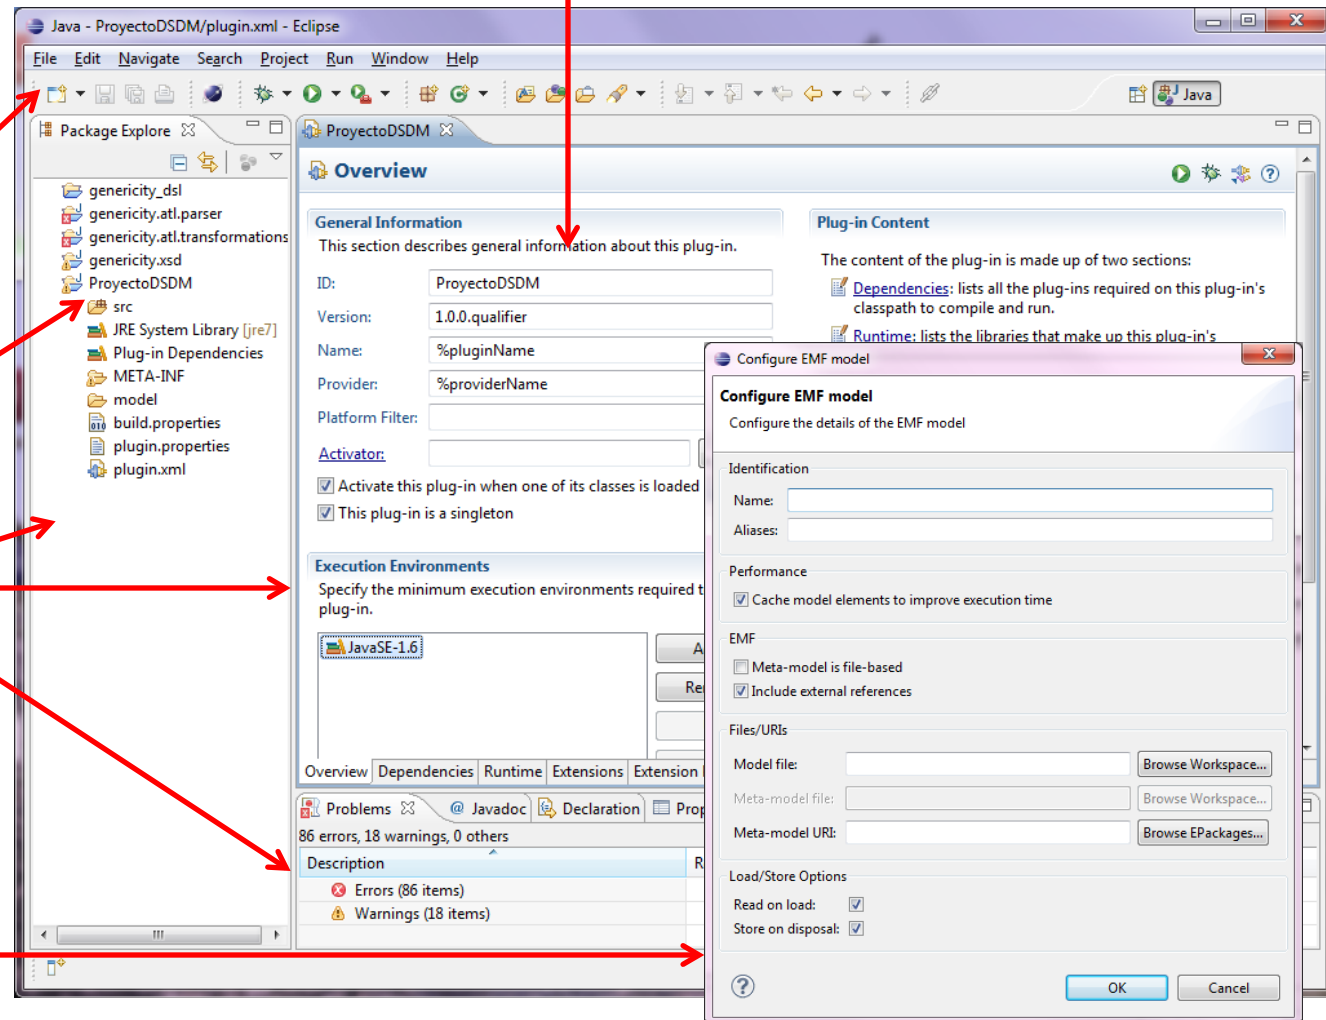 Java - ProyectoDSDM/plugin.xml - Eclipse
File Edit Navigate Search Project Run Window Help
Java
Package Explore
genericity_dsl
genericity.atl.parser
genericity.atl.transformations
genericity.xsd
ProyectoDSDM
src
JRE System Library [jre7]
Plug-in Dependencies
META-INF
model
build.properties
plugin.properties
plugin.xml
ProyectoDSDM
Overview
General Information
This section describes general information about this plug-in.
ID: ProyectoDSDM
Version: 1.0.0.qualifier
Name: %pluginName
Provider: %providerName
Platform Filter:
Activator:
Activate this plug-in when one of its classes is loaded
This plug-in is a singleton
Execution Environments
Specify the minimum execution environments required t
plug-in.
JavaSE-1.6
A
Re
Plug-in Content
The content of the plug-in is made up of two sections:
Dependencies: lists all the plug-ins required on this plug-in's
classpath to compile and run.
Runtime: lists the libraries that make up this plug-in's
Overview Dependencies Runtime Extensions Extension
Problems @ Javadoc Declaration Prop
86 errors, 18 warnings, 0 others
Description R
Errors (86 items)
Warnings (18 items)
Configure EMF model
Configure EMF model
Configure the details of the EMF model
Identification
Name:
Aliases:
Performance
Cache model elements to improve execution time
EMF
Meta-model is file-based
Include external references
Files/URIs
Model file: Browse Workspace...
Meta-model file: Browse Workspace...
Meta-model URI: Browse EPackages...
Load/Store Options
Read on load:
Store on disposal:
OK Cancel